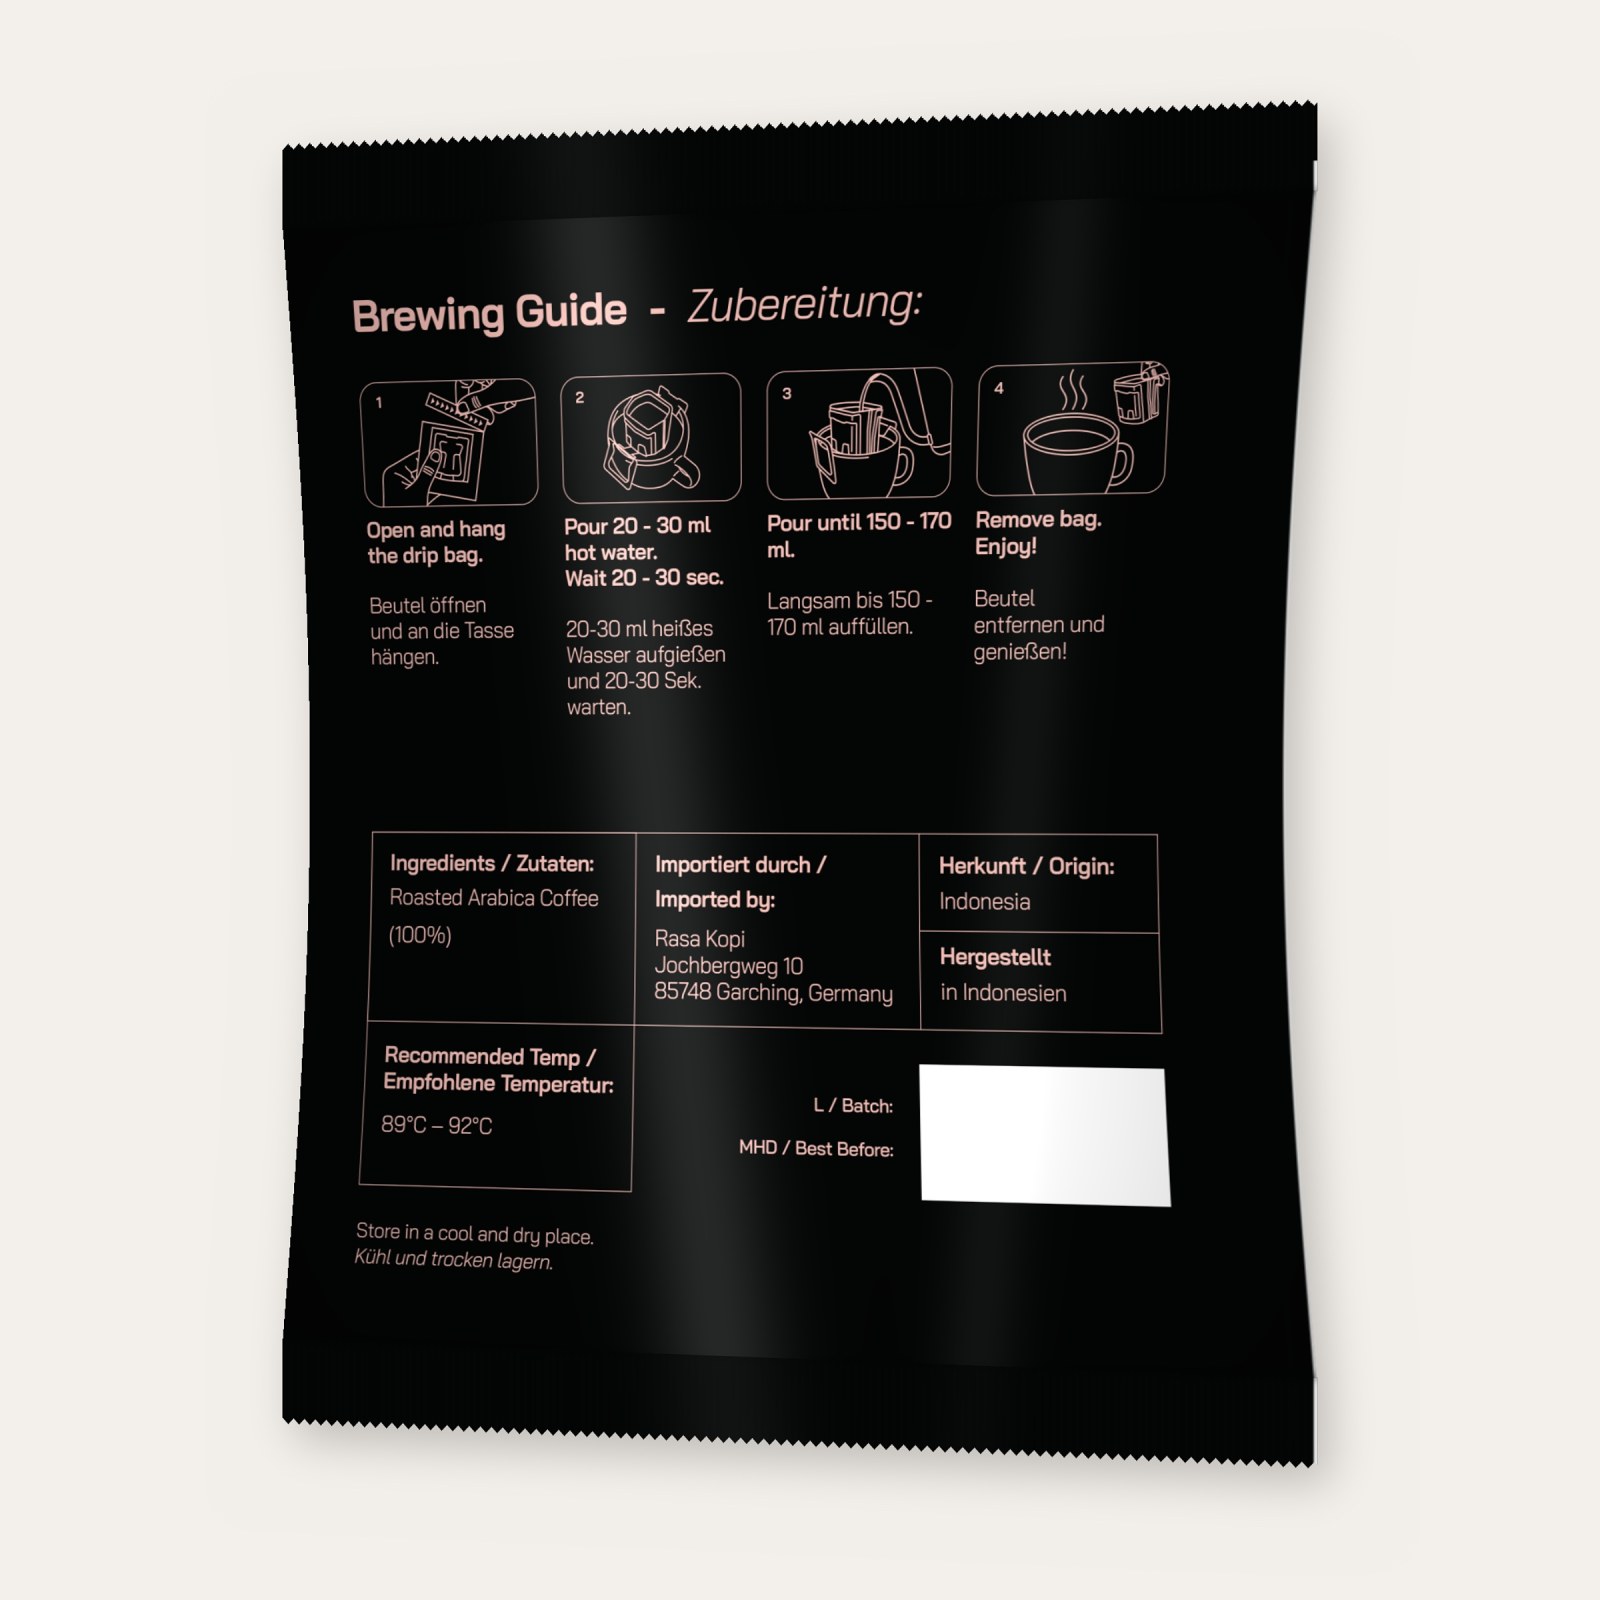 Brewing Guide - Zubereitung:
1
Open and hang
the drip bag.
Beutel öffnen
und an die Tasse
hängen.
2
Pour 20 - 30 ml
hot water.
Wait 20 - 30 sec.
20-30 ml heißes
Wasser aufgießen
und 20-30 Sek.
warten.
3
Pour until 150 - 170
ml.
Langsam bis 150 -
170 ml auffüllen.
4
Remove bag.
Enjoy!
Beutel
entfernen und
genießen!
Ingredients / Zutaten:
Roasted Arabica Coffee
(100%)
Importiert durch /
Imported by:
Rasa Kopi
Jochbergweg 10
85748 Garching, Germany
Herkunft / Origin:
Indonesia
Hergestellt
in Indonesien
Recommended Temp /
Empfohlene Temperatur:
89°C – 92°C
L / Batch:
MHD / Best Before:
Store in a cool and dry place.
Kühl und trocken lagern.